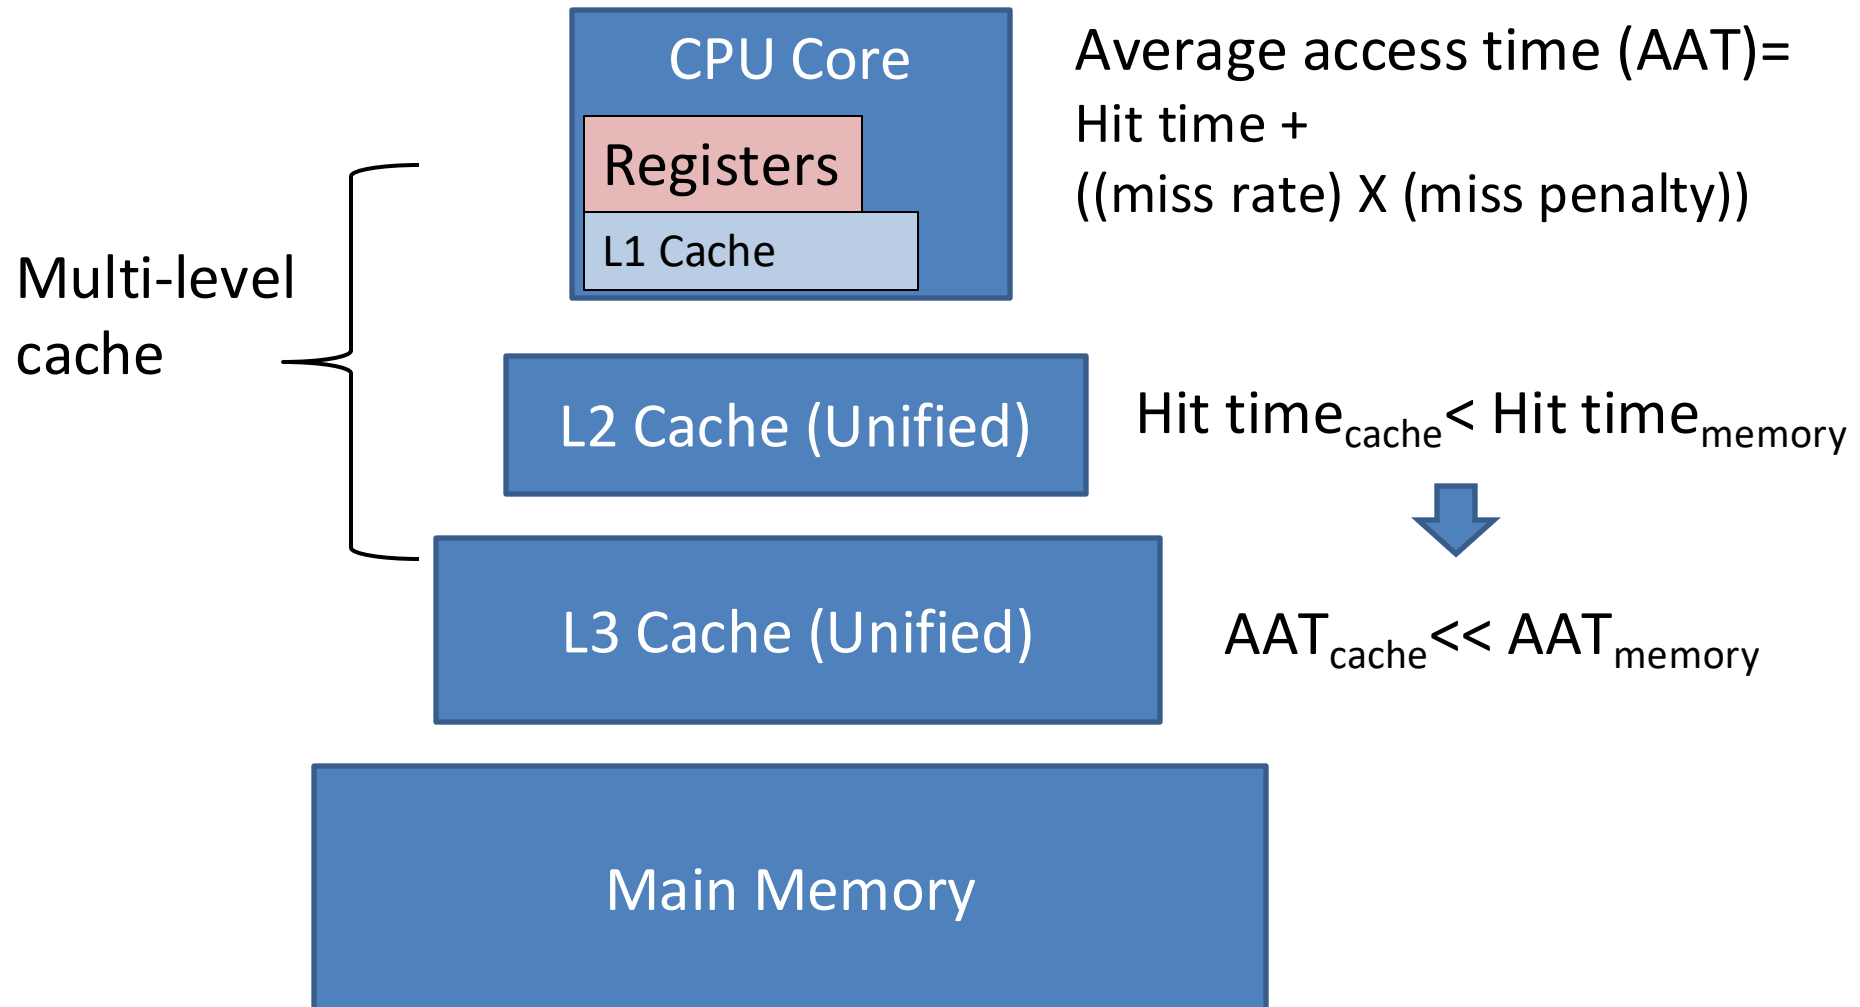 CPU Core
Registers
L1 Cache
Average access time (AAT)=
Hit time +
((miss rate) X (miss penalty))
Multi-level
cache
L2 Cache (Unified)
Hit timecache< Hit timememory
L3 Cache (Unified)
AATcache<< AATmemory
Main Memory